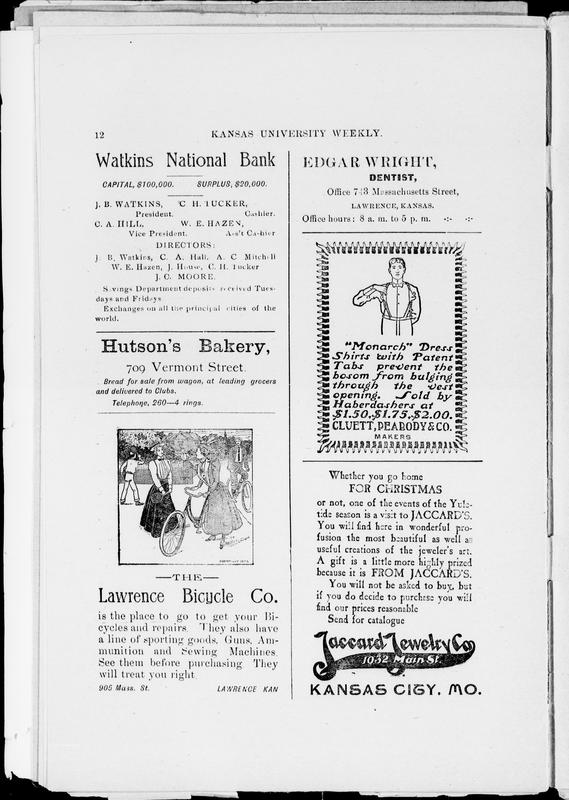 12 KANSAS UNIVERSITY WEEKLY.
Watkins National Bank
CAPITAL, $100,000. SURPLUS, $20,000.
J. B. WATKINS, C. H. TUCKER,
President. Cashier.
C. A. HILL, W. E. HAZEN,
Vice President. Ass't Cashier
DIRECTORS:
J. B. Watkins, C. A. Hall, A. C Mitchell
W. E. Hazen, J. House, C. H. Tucker
J. C. MOORE.
Savings Department deposits received Tues-
days and Fridays
Exchanges on all the principal cities of the
world.
Hutson's Bakery,
709 Vermont Street.
Bread for sale from wagon, at leading grocers
and delivered to Clubs.
Telephone, 260—4 rings.
—THE—
Lawrence Bicycle Co.
is the place to go to get your Bi-
cycles and repairs. They also have
a line of sporting goods, Guns, Am-
munition and Sewing Machines.
See them before purchasing They
will treat you right.
905 Mass. St. LAWRENCE KAN
EDGAR WRIGHT,
DENTIST,
Office Massachusetts Street,
LAWRENCE, KANSAS.
Office hours: 8 a. m. to 5 p. m.
"Monarch" Dress
Shirts with Patent
Tabs prevent the
bosom from bulging
through the vest
opening. Sold by
Haberdashers at
$1.50,$1.75,$2.00.
CLUETT, PEABODY & CO.
MAKERS
Whether you go home
FOR CHRISTMAS
or not, one of the events of the Yule-
tide season is a visit to JACCARD'S.
You will find here in wonderful pro-
fusion the most beautiful as well as
useful creations of the jeweler's art.
A gift is a little more highly prized
because it is FROM JACCARD'S.
You will not be asked to buy, but
if you do decide to purchase you will
find our prices reasonable
Send for catalogue
Jaccard Jewelry Co
1032 Main St.
KANSAS CITY, MO.